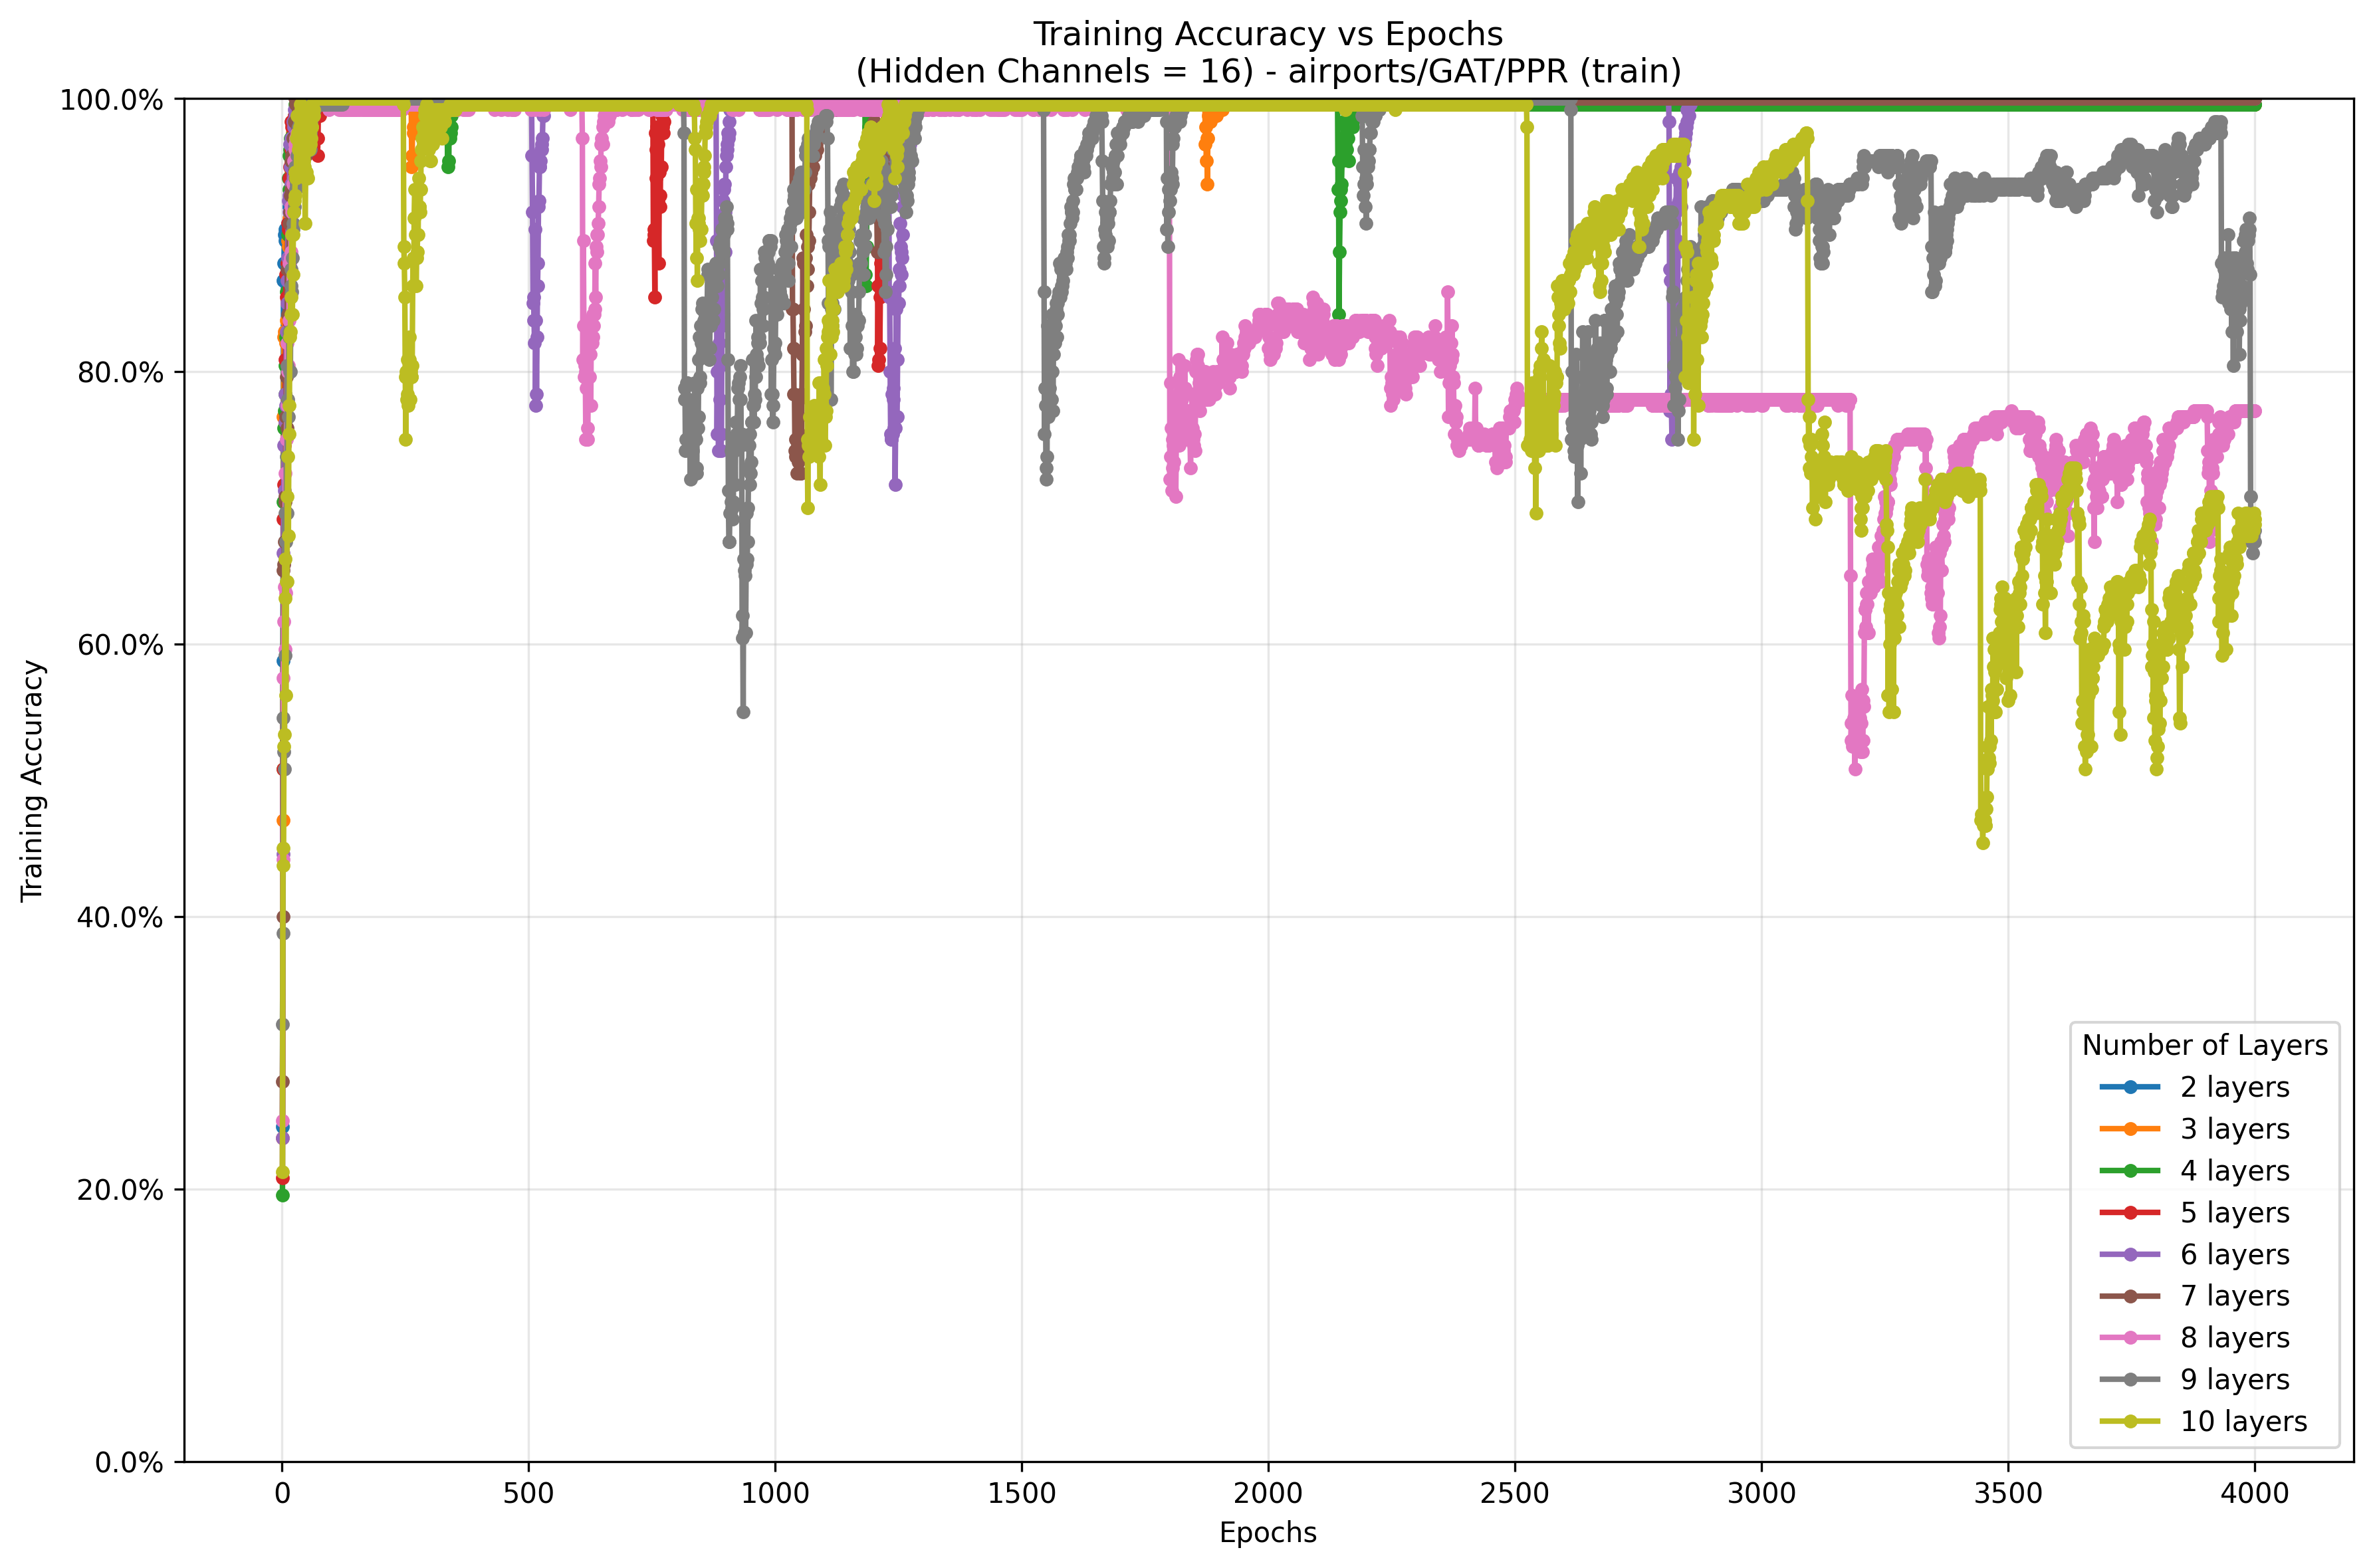 Training Accuracy vs Epochs
(Hidden Channels = 16) - airports/GAT/PPR (train)
100.0%
80.0%
60.0%
40.0%
20.0%
0.0%
Training Accuracy
0
500
1000
1500
2000
2500
3000
3500
4000
Epochs
Number of Layers
2 layers
3 layers
4 layers
5 layers
6 layers
7 layers
8 layers
9 layers
10 layers